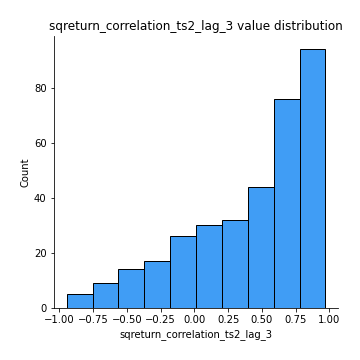 sqreturn_correlation_ts2_lag_3 value distribution
Count
80
60
40
20
0
−1.00 −0.75 −0.50 −0.25 0.00 0.25 0.50 0.75 1.00
sqreturn_correlation_ts2_lag_3